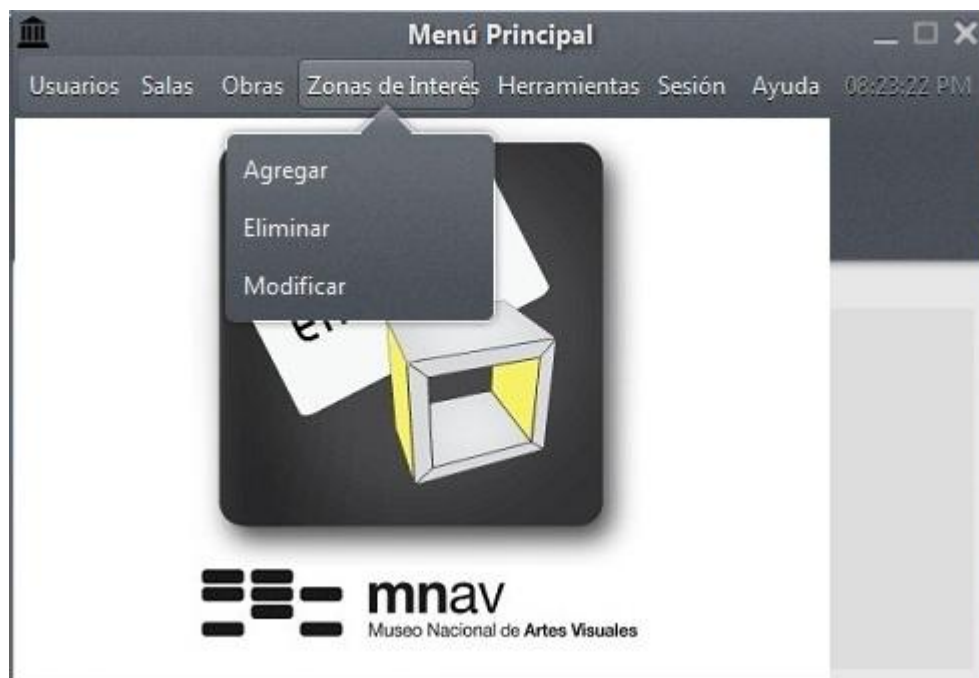 Menú Principal
Usuarios Salas Obras Zonas de Interés Herramientas Sesión Ayuda 08:23:22 PM
Agregar
Eliminar
Modificar
mnav
Museo Nacional de Artes Visuales